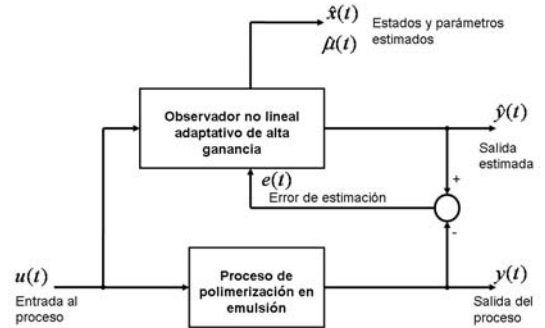 x̂(t)
μ̂(t)
Estados y parámetros
estimados
Observador no lineal
adaptativo de alta
ganancia
ŷ(t)
Salida
estimada
e(t)
Error de estimación
+
-
u(t)
Entrada al
proceso
Proceso de
polimerización en
emulsión
y(t)
Salida del
proceso